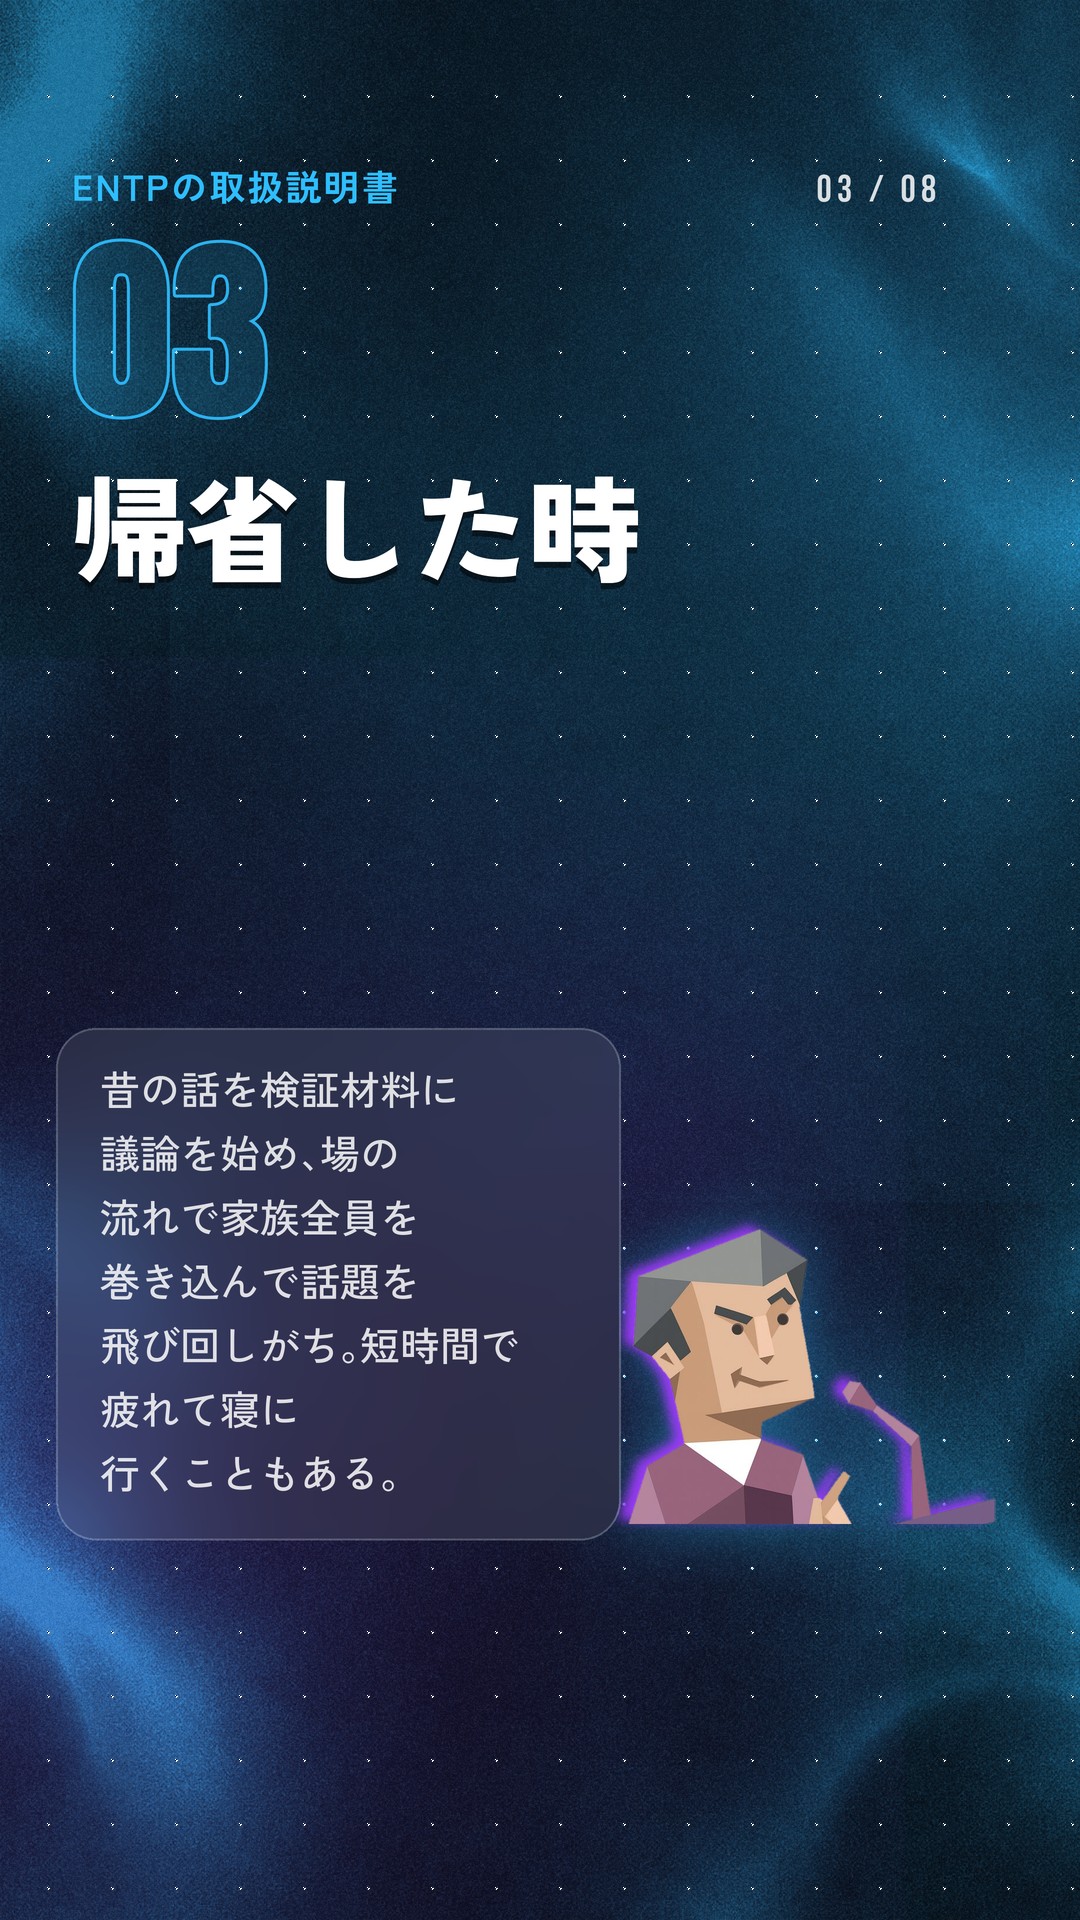 ENTPの取扱説明書
03 / 08
03
帰省した時
昔の話を検証材料に
議論を始め、場の
流れで家族全員を
巻き込んで話題を
飛び回しがち。短時間で
疲れて寝に
行くこともある。